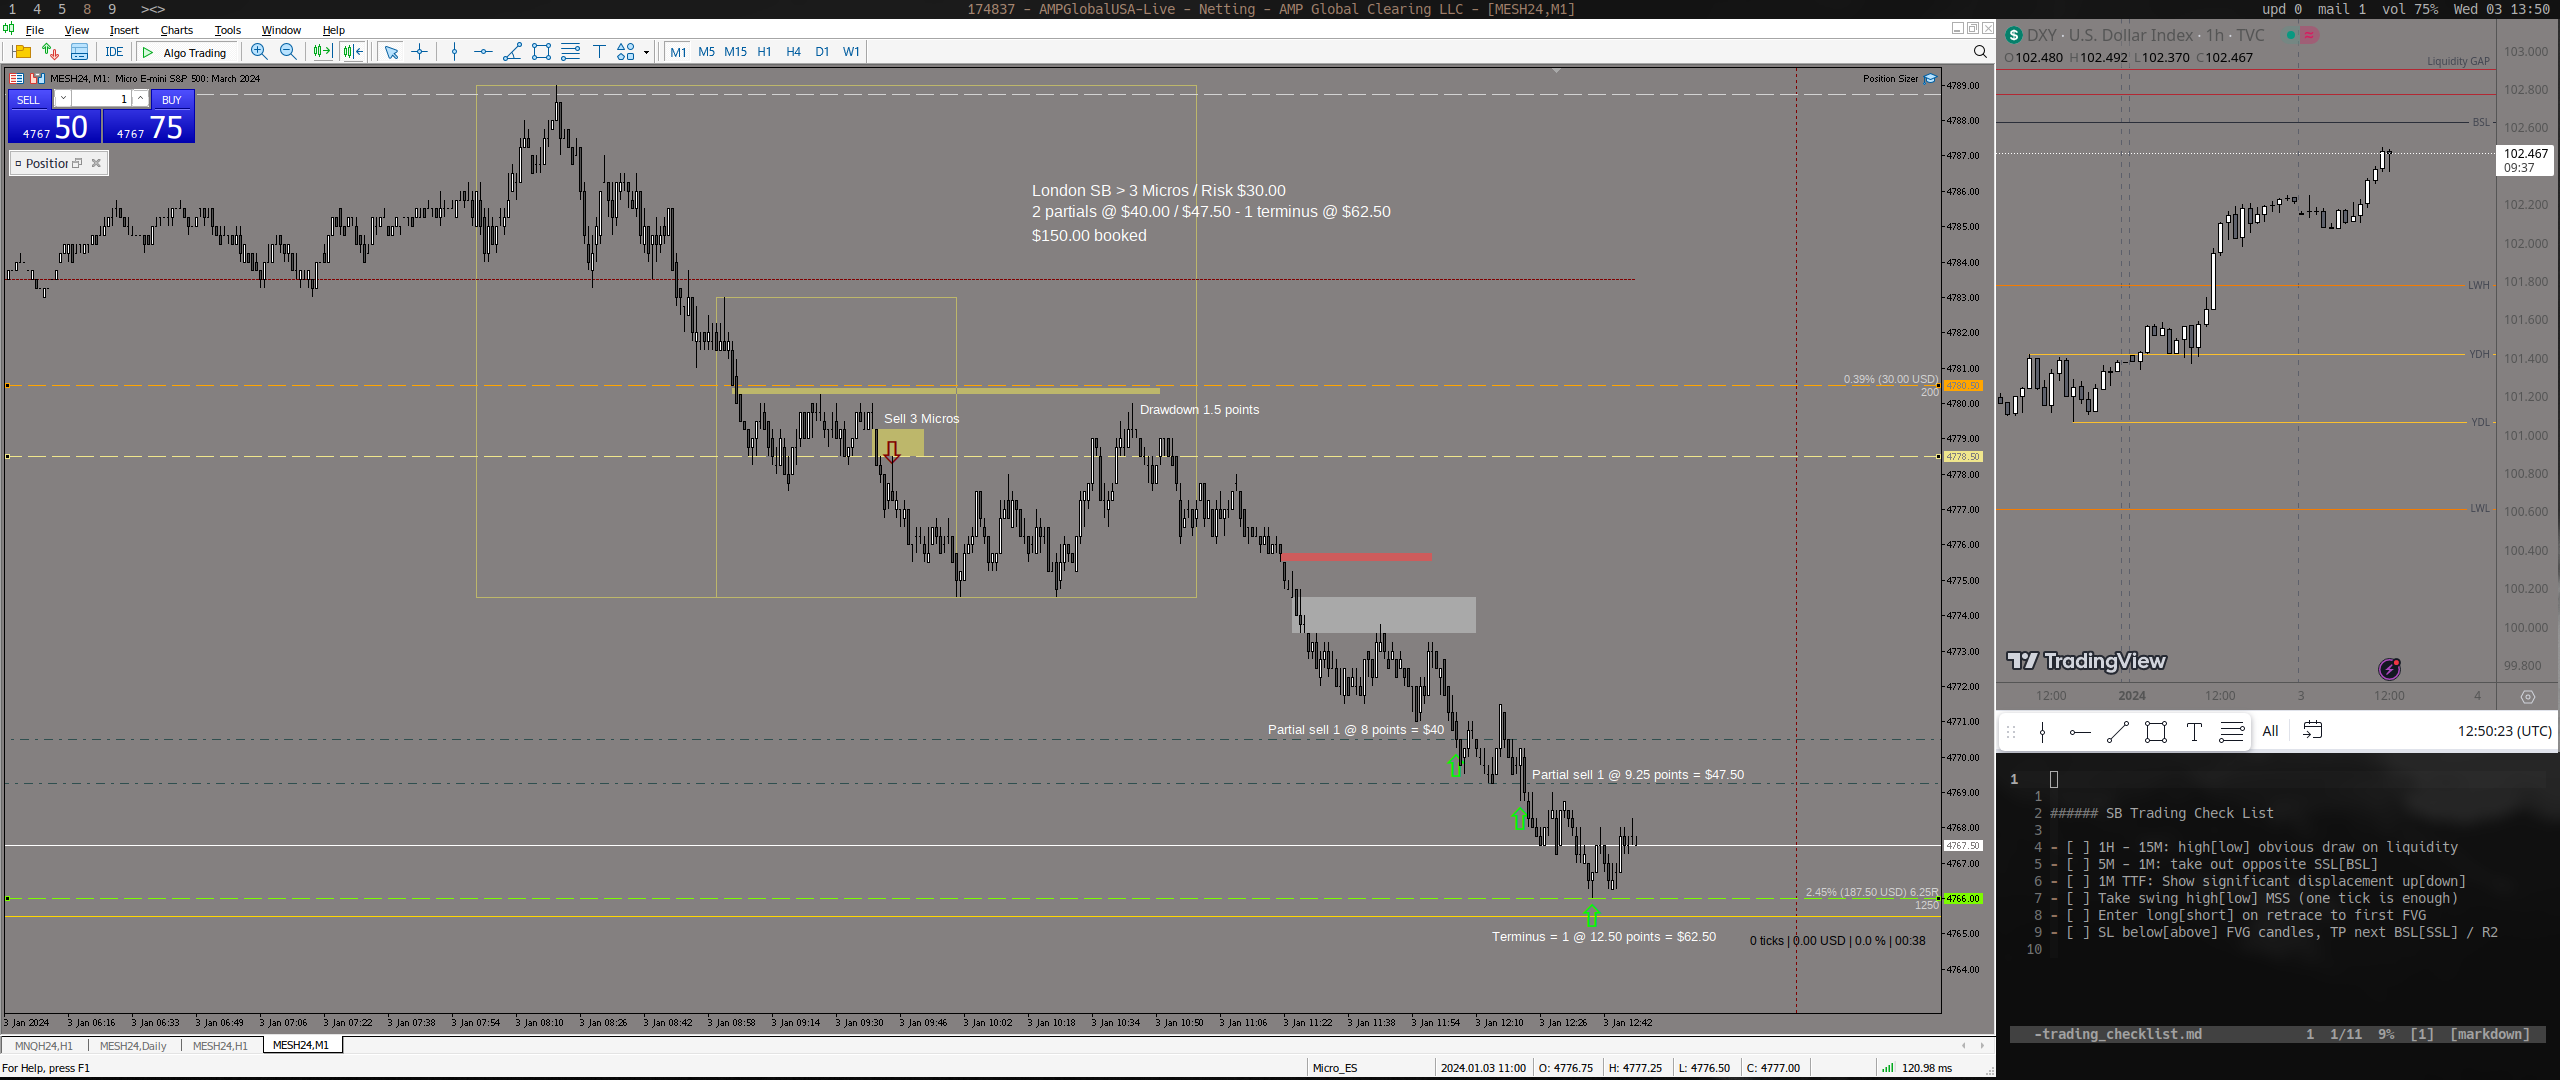 1 4 5 8 9 ><>
174837 - AMPGlobalUSA-Live - Netting - AMP Global Clearing LLC - [MESH24,M1]
upd 0 mail 1 vol 75% Wed 03 13:50
File View Insert Charts Tools Window Help
IDE Algo Trading M1 M5 M15 H1 H4 D1 W1
MESH24, M1: Micro E-mini S&P 500: March 2024
Position Sizer
SELL 1 BUY
4767 50 4767 75
Position
London SB > 3 Micros / Risk $30.00
2 partials @ $40.00 / $47.50 - 1 terminus @ $62.50
$150.00 booked
0.39% (30.00 USD)
200
Drawdown 1.5 points
Sell 3 Micros
Partial sell 1 @ 8 points = $40
Partial sell 1 @ 9.25 points = $47.50
2.45% (187.50 USD) 6.25R
1250
Terminus = 1 @ 12.50 points = $62.50
0 ticks | 0.00 USD | 0.0 % | 00:38
4789.00
4788.00
4787.00
4786.00
4785.00
4784.00
4783.00
4782.00
4781.00
4780.50
4780.00
4779.00
4778.50
4778.00
4777.00
4776.00
4775.00
4774.00
4773.00
4772.00
4771.00
4770.00
4769.00
4768.00
4767.50
4767.00
4766.00
4765.00
4764.00
3 Jan 2024 3 Jan 06:16 3 Jan 06:33 3 Jan 06:49 3 Jan 07:06 3 Jan 07:22 3 Jan 07:38 3 Jan 07:54 3 Jan 08:10 3 Jan 08:26 3 Jan 08:42 3 Jan 08:58 3 Jan 09:14 3 Jan 09:30 3 Jan 09:46 3 Jan 10:02 3 Jan 10:18 3 Jan 10:34 3 Jan 10:50 3 Jan 11:06 3 Jan 11:22 3 Jan 11:38 3 Jan 11:54 3 Jan 12:10 3 Jan 12:26 3 Jan 12:42
MNQH24,H1 MESH24,Daily MESH24,H1 MESH24,M1
For Help, press F1
Micro_ES 2024.01.03 11:00 O: 4776.75 H: 4777.25 L: 4776.50 C: 4777.00 120.98 ms
DXY · U.S. Dollar Index · 1h · TVC
O102.480 H102.492 L102.370 C102.467
Liquidity GAP
BSL
LWH
YDH
YDL
LWL
103.000
102.800
102.600
102.467
09:37
102.200
102.000
101.800
101.600
101.400
101.200
101.000
100.800
100.600
100.400
100.200
100.000
99.800
TradingView
12:00 2024 12:00 3 12:00 4
All 12:50:23 (UTC)
1
1
2 ###### SB Trading Check List
3
4 - [ ] 1H - 15M: high[low] obvious draw on liquidity
5 - [ ] 5M - 1M: take out opposite SSL[BSL]
6 - [ ] 1M TTF: Show significant displacement up[down]
7 - [ ] Take swing high[low] MSS (one tick is enough)
8 - [ ] Enter long[short] on retrace to first FVG
9 - [ ] SL below[above] FVG candles, TP next BSL[SSL] / R2
10
-trading_checklist.md 1 1/11 9% [1] [markdown]